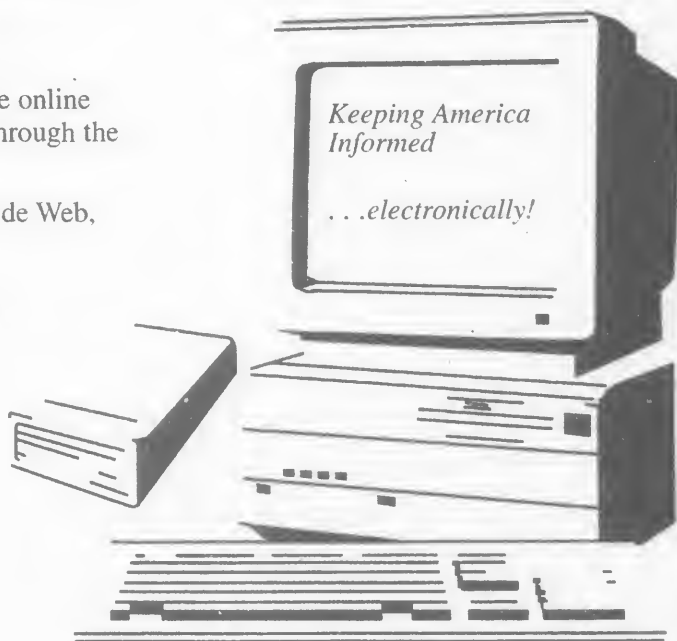 e online
hrough the
de Web,
Keeping America
Informed
. . .electronically!